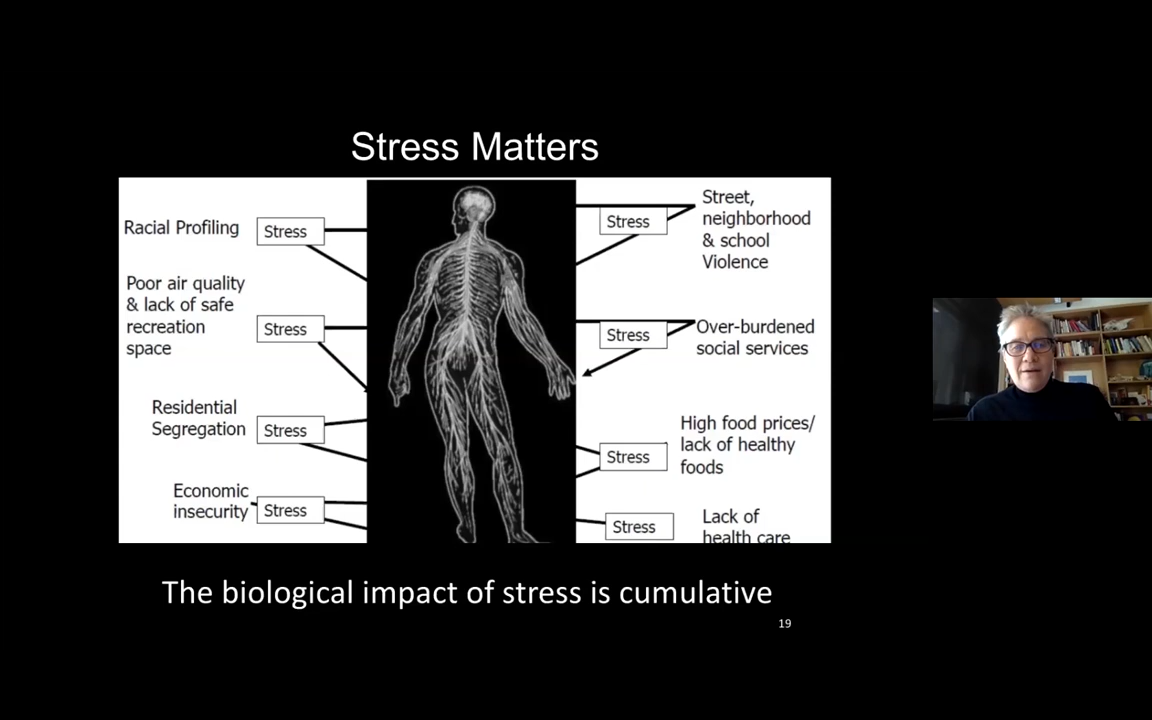 Stress Matters
Racial Profiling
Stress
Poor air quality
& lack of safe
recreation
space
Stress
Residential
Segregation
Stress
Economic
insecurity
Stress
Stress
Street,
neighborhood
& school
Violence
Stress
Over-burdened
social services
Stress
High food prices/
lack of healthy
foods
Stress
Lack of
health care
The biological impact of stress is cumulative
19